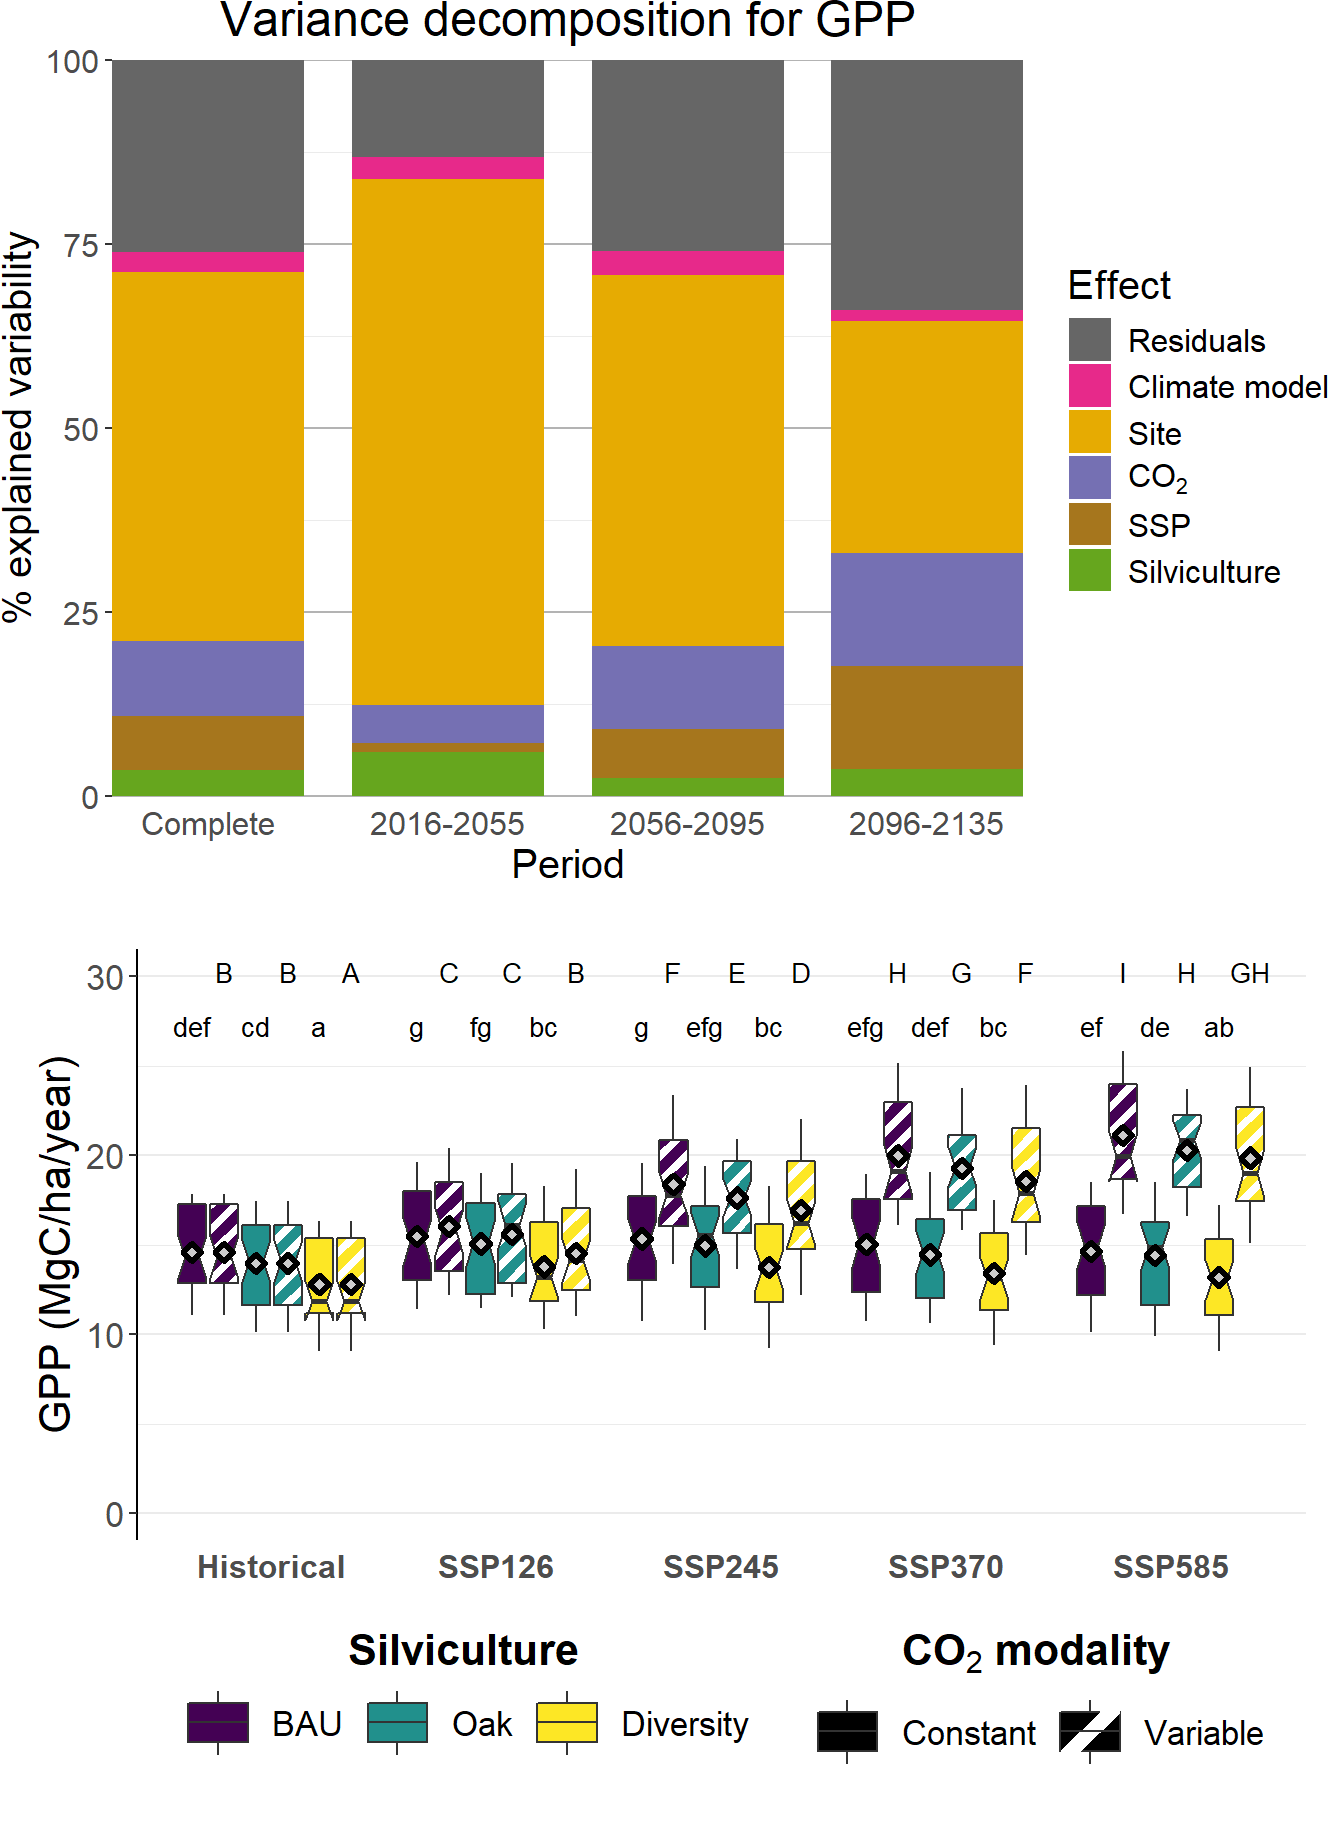 Variance decomposition for GPP
% explained variability
100
75
50
25
0
Complete 2016-2055 2056-2095 2096-2135
Period
Effect
Residuals
Climate model
Site
CO₂
SSP
Silviculture
GPP (MgC/ha/year)
30
20
10
0
B B A C C B F E D H G F I H GH
def cd a g fg bc g efg bc efg def bc ef de ab
Historical SSP126 SSP245 SSP370 SSP585
Silviculture
BAU Oak Diversity
CO₂ modality
Constant Variable